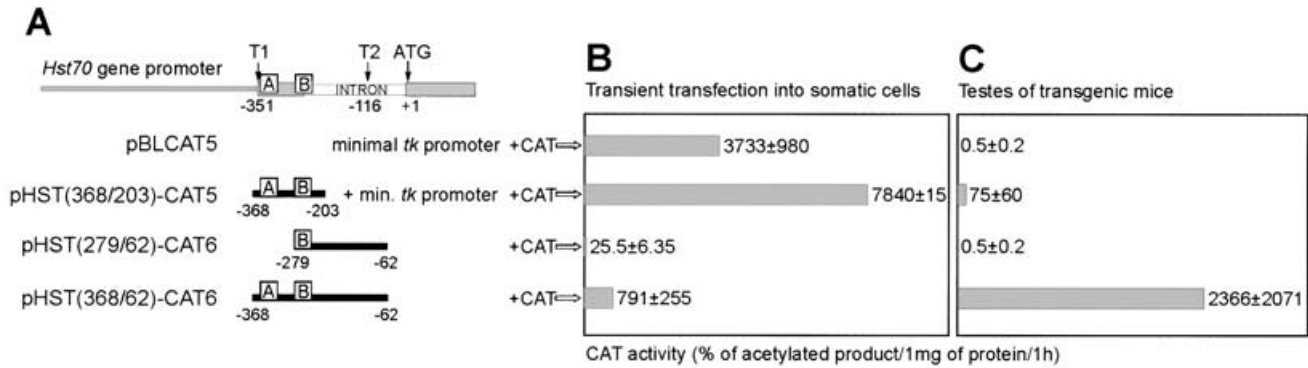 A
T1 T2 ATG
Hst70 gene promoter
A B INTRON
-351 -116 +1
B
Transient transfection into somatic cells
C
Testes of transgenic mice
pBLCAT5 minimal tk promoter +CAT⇨ 3733±980 0.5±0.2
pHST(368/203)-CAT5 A B + min. tk promoter +CAT⇨ 7840±15 75±60
-368 -203
pHST(279/62)-CAT6 B +CAT⇨ 25.5±6.35 0.5±0.2
-279 -62
pHST(368/62)-CAT6 A B +CAT⇨ 791±255 2366±2071
-368 -62
CAT activity (% of acetylated product/1mg of protein/1h)